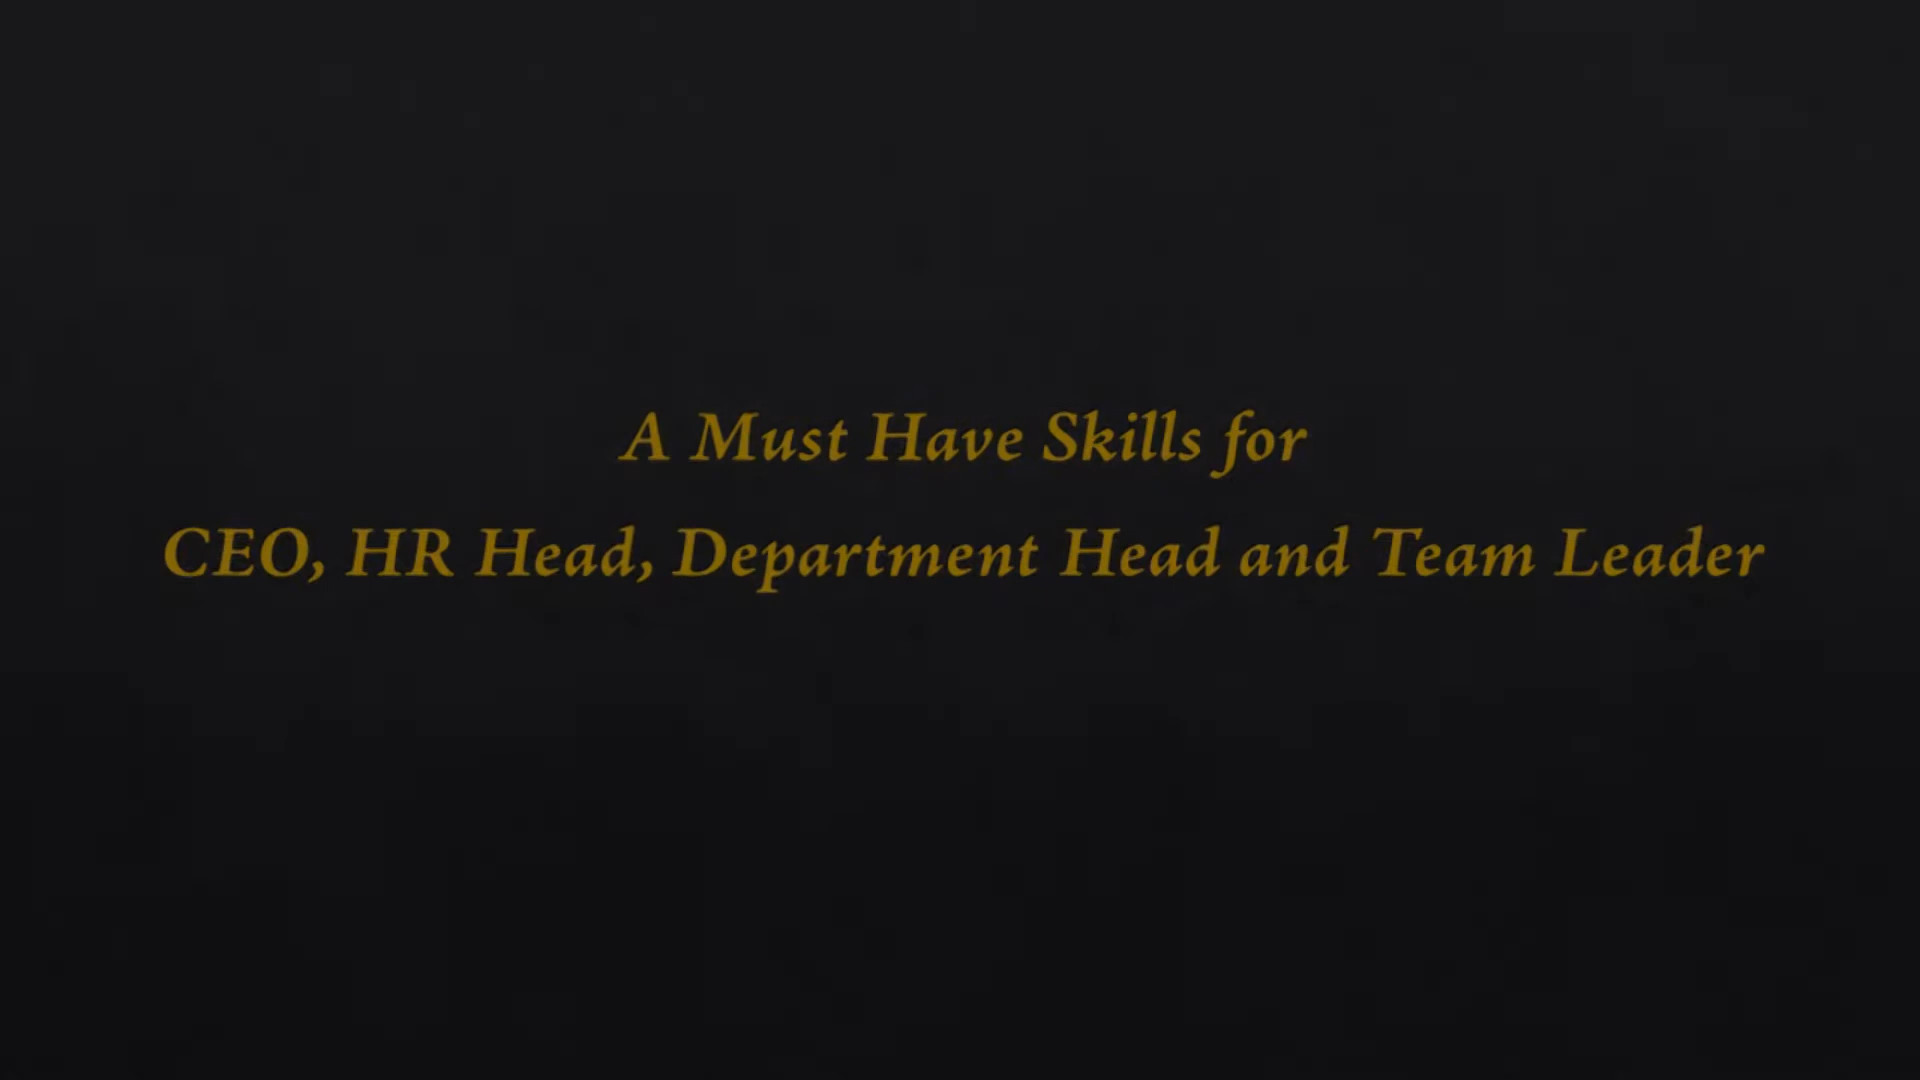 A Must Have Skills for
CEO, HR Head, Department Head and Team Leader